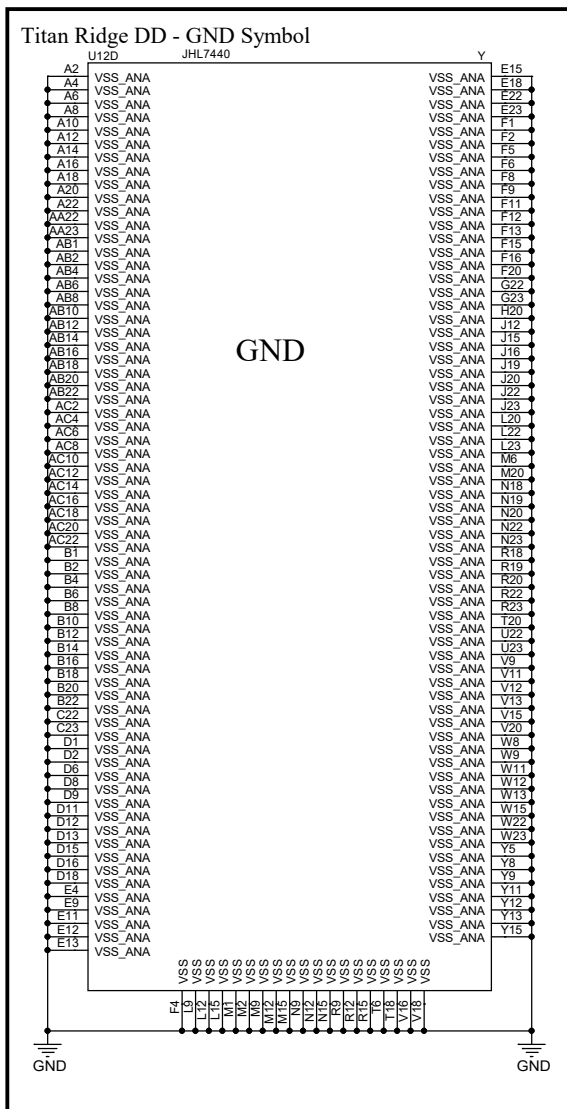 Titan Ridge DD - GND Symbol
U12D JHL7440 Y
A2 VSS_ANA VSS_ANA E15
A4 VSS_ANA VSS_ANA E18
A6 VSS_ANA VSS_ANA E22
A8 VSS_ANA VSS_ANA E23
A10 VSS_ANA VSS_ANA F1
A12 VSS_ANA VSS_ANA F2
A14 VSS_ANA VSS_ANA F5
A16 VSS_ANA VSS_ANA F6
A18 VSS_ANA VSS_ANA F8
A20 VSS_ANA VSS_ANA F9
A22 VSS_ANA VSS_ANA F11
AA22 VSS_ANA VSS_ANA F12
AA23 VSS_ANA VSS_ANA F13
AB1 VSS_ANA VSS_ANA F15
AB2 VSS_ANA VSS_ANA F16
AB4 VSS_ANA VSS_ANA F20
AB6 VSS_ANA VSS_ANA G22
AB8 VSS_ANA VSS_ANA G23
AB10 VSS_ANA VSS_ANA H20
AB12 VSS_ANA VSS_ANA J12
AB14 VSS_ANA VSS_ANA J15
AB16 VSS_ANA GND VSS_ANA J16
AB18 VSS_ANA VSS_ANA J19
AB20 VSS_ANA VSS_ANA J20
AB22 VSS_ANA VSS_ANA J22
AC2 VSS_ANA VSS_ANA J23
AC4 VSS_ANA VSS_ANA L20
AC6 VSS_ANA VSS_ANA L22
AC8 VSS_ANA VSS_ANA L23
AC10 VSS_ANA VSS_ANA M6
AC12 VSS_ANA VSS_ANA M20
AC14 VSS_ANA VSS_ANA N18
AC16 VSS_ANA VSS_ANA N19
AC18 VSS_ANA VSS_ANA N20
AC20 VSS_ANA VSS_ANA N22
AC22 VSS_ANA VSS_ANA N23
B1 VSS_ANA VSS_ANA R18
B2 VSS_ANA VSS_ANA R19
B4 VSS_ANA VSS_ANA R20
B6 VSS_ANA VSS_ANA R22
B8 VSS_ANA VSS_ANA R23
B10 VSS_ANA VSS_ANA T20
B12 VSS_ANA VSS_ANA U22
B14 VSS_ANA VSS_ANA U23
B16 VSS_ANA VSS_ANA V9
B18 VSS_ANA VSS_ANA V11
B20 VSS_ANA VSS_ANA V12
B22 VSS_ANA VSS_ANA V13
C22 VSS_ANA VSS_ANA V15
C23 VSS_ANA VSS_ANA V20
D1 VSS_ANA VSS_ANA W8
D2 VSS_ANA VSS_ANA W9
D6 VSS_ANA VSS_ANA W11
D8 VSS_ANA VSS_ANA W12
D9 VSS_ANA VSS_ANA W13
D11 VSS_ANA VSS_ANA W15
D12 VSS_ANA VSS_ANA W22
D13 VSS_ANA VSS_ANA W23
D15 VSS_ANA VSS_ANA Y5
D16 VSS_ANA VSS_ANA Y8
D18 VSS_ANA VSS_ANA Y9
E4 VSS_ANA VSS_ANA Y11
E9 VSS_ANA VSS_ANA Y12
E11 VSS_ANA VSS_ANA Y13
E12 VSS_ANA VSS_ANA Y15
E13 VSS_ANA
VSS VSS VSS VSS VSS VSS VSS VSS VSS VSS VSS VSS VSS VSS VSS VSS VSS VSS VSS
F4 L9 L12 L15 M1 M2 M9 M12 M15 N9 N12 N15 R9 R12 R15 T6 T18 V16 V18
GND GND